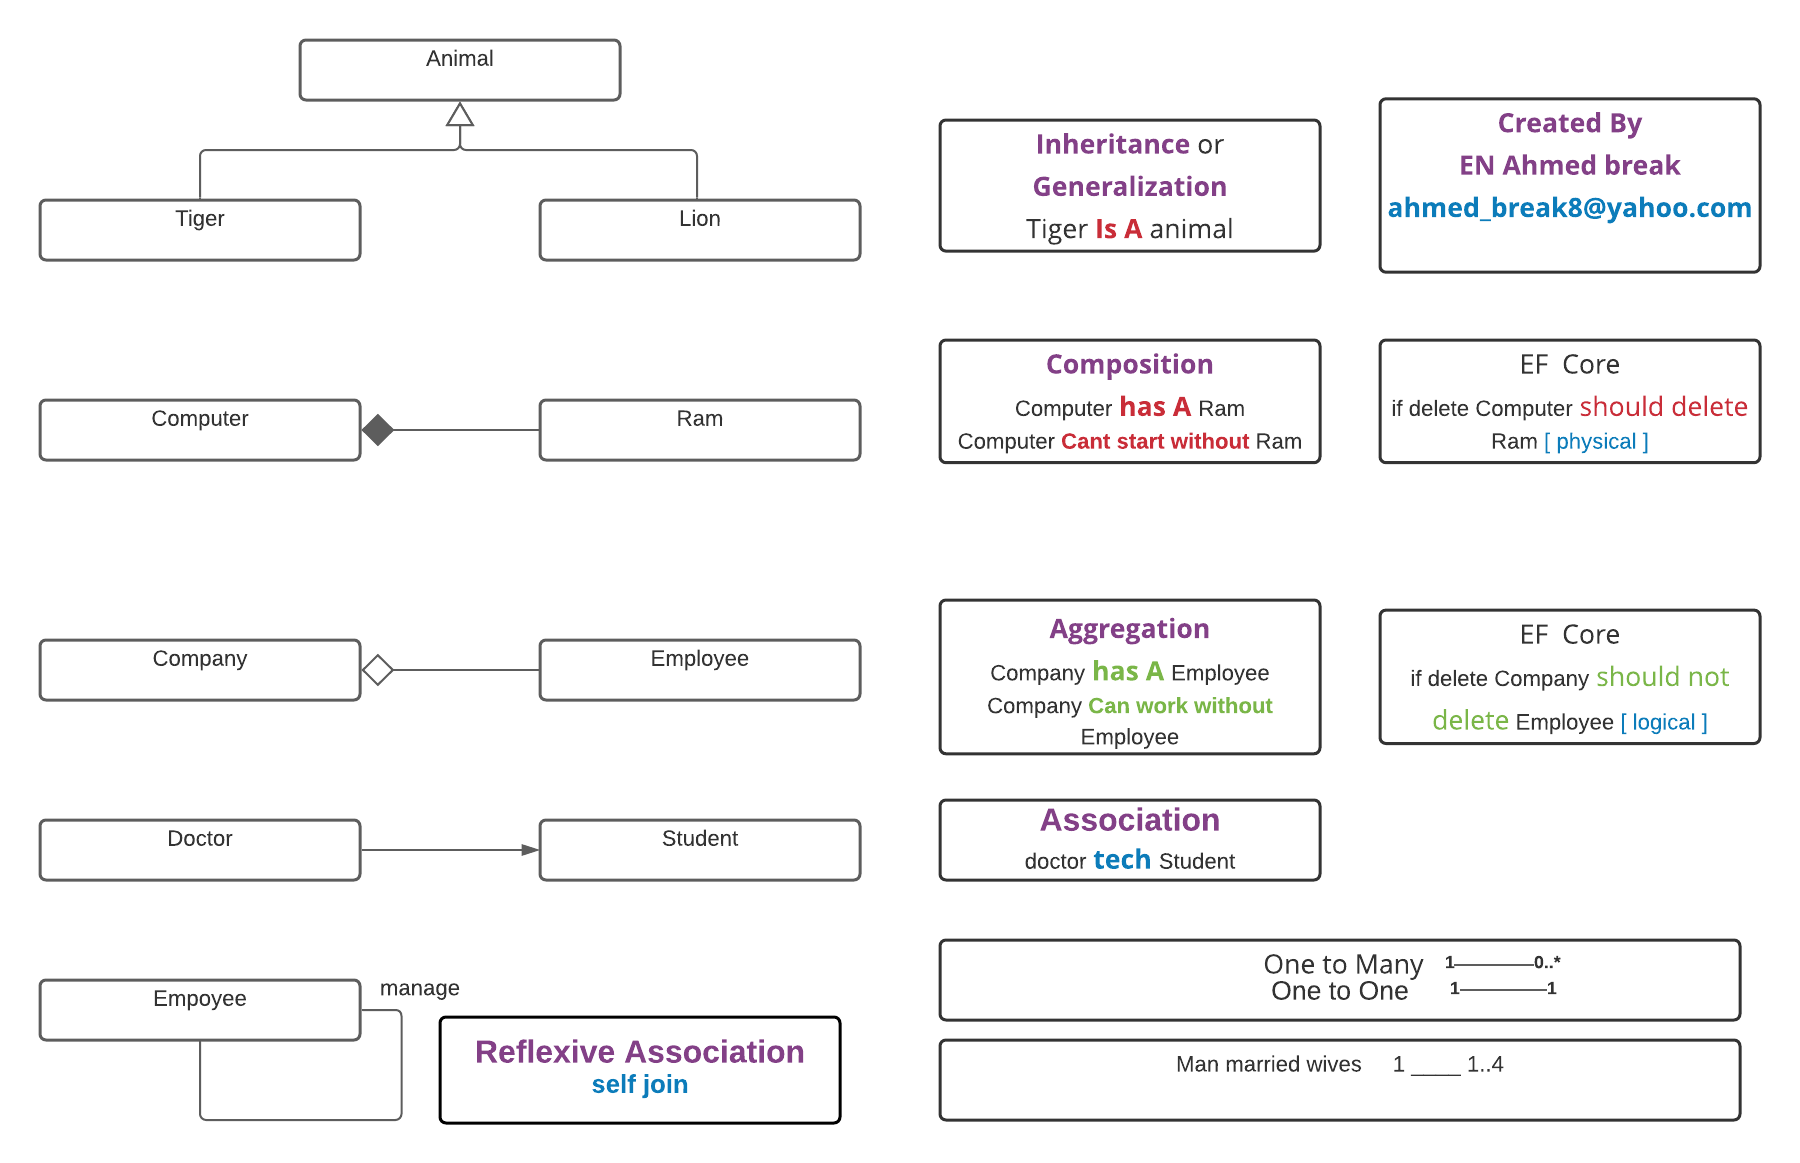 Animal
Tiger
Lion
Inheritance or
Generalization
Tiger Is A animal
Created By
EN Ahmed break
ahmed_break8@yahoo.com
Computer
Ram
Composition
Computer has A Ram
Computer Cant start without Ram
EF Core
if delete Computer should delete
Ram [ physical ]
Company
Employee
Aggregation
Company has A Employee
Company Can work without
Employee
EF Core
if delete Company should not
delete Employee [ logical ]
Doctor
Student
Association
doctor tech Student
Empoyee
manage
Reflexive Association
self join
One to Many 1————0..*
One to One 1————1
Man married wives 1 ____ 1..4